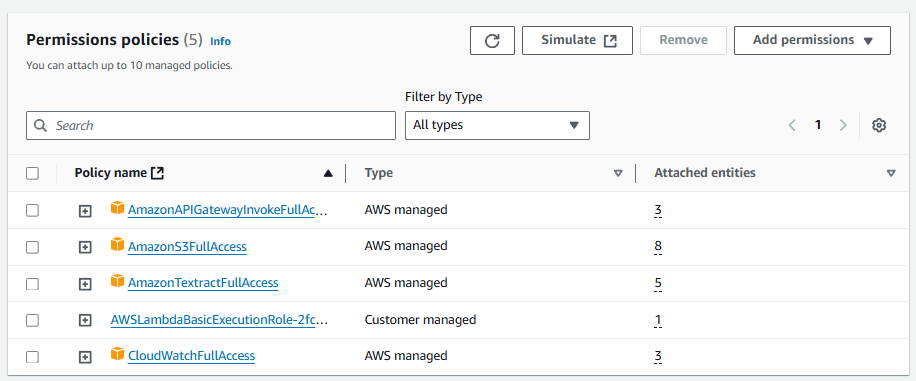 Permissions policies (5) Info
Simulate
Remove
Add permissions
You can attach up to 10 managed policies.
Filter by Type
Search
All types
1
Policy name
Type
Attached entities
AmazonAPIGatewayInvokeFullAc... AWS managed 3
AmazonS3FullAccess AWS managed 8
AmazonTextractFullAccess AWS managed 5
AWSLambdaBasicExecutionRole-2fc... Customer managed 1
CloudWatchFullAccess AWS managed 3